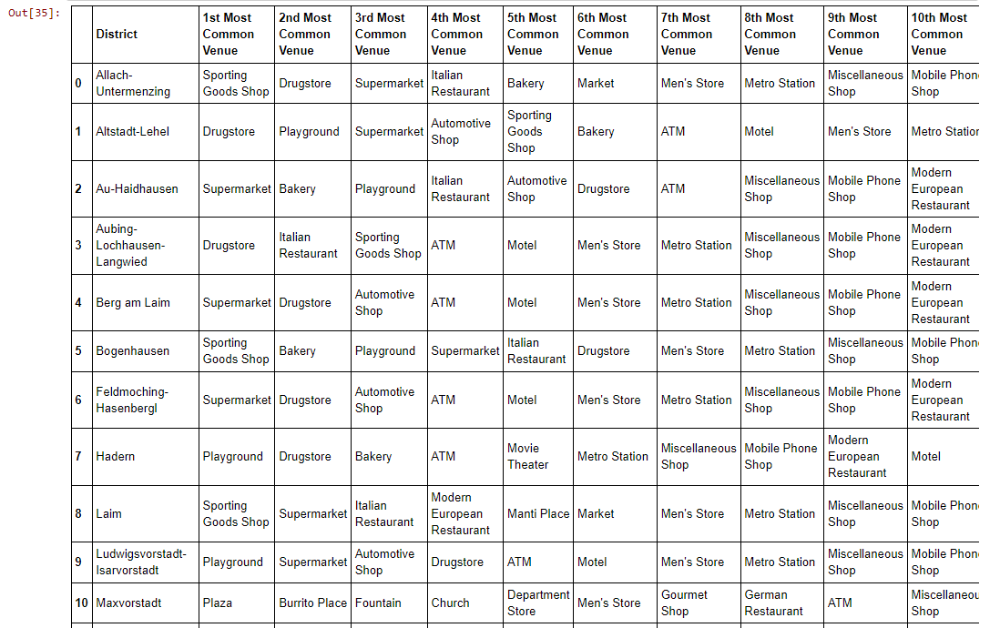 Out[35]:
District 1st Most Common Venue 2nd Most Common Venue 3rd Most Common Venue 4th Most Common Venue 5th Most Common Venue 6th Most Common Venue 7th Most Common Venue 8th Most Common Venue 9th Most Common Venue 10th Most Common Venue
0 Allach-Untermenzing Sporting Goods Shop Drugstore Supermarket Italian Restaurant Bakery Market Men's Store Metro Station Miscellaneous Shop Mobile Phon Shop
1 Altstadt-Lehel Drugstore Playground Supermarket Automotive Shop Sporting Goods Shop Bakery ATM Motel Men's Store Metro Station
2 Au-Haidhausen Supermarket Bakery Playground Italian Restaurant Automotive Shop Drugstore ATM Miscellaneous Shop Mobile Phone Shop Modern European Restaurant
3 Aubing-Lochhausen-Langwied Drugstore Italian Restaurant Sporting Goods Shop ATM Motel Men's Store Metro Station Miscellaneous Shop Mobile Phone Shop Modern European Restaurant
4 Berg am Laim Supermarket Drugstore Automotive Shop ATM Motel Men's Store Metro Station Miscellaneous Shop Mobile Phone Shop Modern European Restaurant
5 Bogenhausen Sporting Goods Shop Bakery Playground Supermarket Italian Restaurant Drugstore Men's Store Metro Station Miscellaneous Shop Mobile Phon Shop
6 Feldmoching-Hasenbergl Supermarket Drugstore Automotive Shop ATM Motel Men's Store Metro Station Miscellaneous Shop Mobile Phone Shop Modern European Restaurant
7 Hadern Playground Drugstore Bakery ATM Movie Theater Metro Station Miscellaneous Shop Mobile Phone Shop Modern European Restaurant Motel
8 Laim Sporting Goods Shop Supermarket Italian Restaurant Modern European Restaurant Manti Place Market Men's Store Metro Station Miscellaneous Shop Mobile Phon Shop
9 Ludwigsvorstadt-Isarvorstadt Playground Supermarket Automotive Shop Drugstore ATM Motel Men's Store Metro Station Miscellaneous Shop Mobile Phon Shop
10 Maxvorstadt Plaza Burrito Place Fountain Church Department Store Men's Store Gourmet Shop German Restaurant ATM Miscellaneou Shop